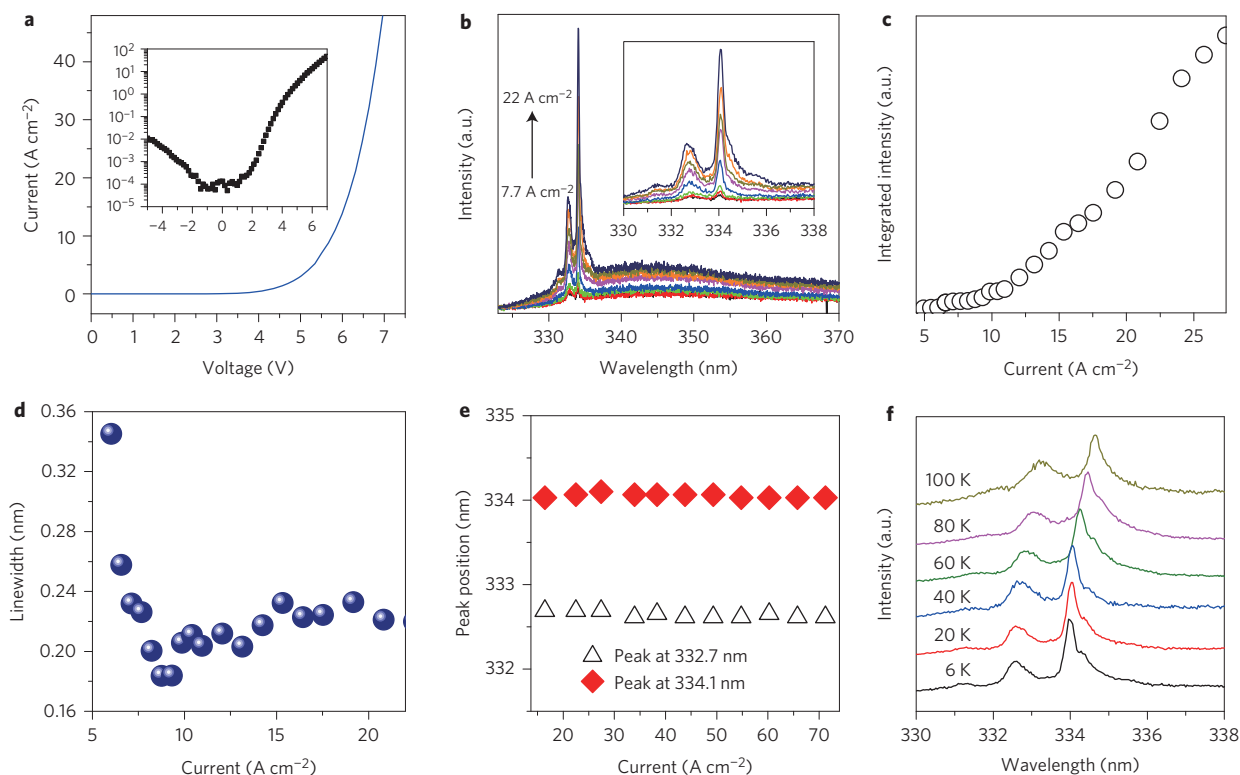 a
Current (A cm−2)
40
30
20
10
0
0 1 2 3 4 5 6 7
Voltage (V)
10^2
10^1
10^0
10^−1
10^−2
10^−3
10^−4
10^−5
−4 −2 0 2 4 6
b
Intensity (a.u.)
22 A cm−2
7.7 A cm−2
330 332 334 336 338
330 340 350 360 370
Wavelength (nm)
c
Integrated intensity (a.u.)
5 10 15 20 25
Current (A cm−2)
d
Linewidth (nm)
0.36
0.32
0.28
0.24
0.20
0.16
5 10 15 20
Current (A cm−2)
e
Peak position (nm)
335
334
333
332
Peak at 332.7 nm
Peak at 334.1 nm
20 30 40 50 60 70
Current (A cm−2)
f
Intensity (a.u.)
100 K
80 K
60 K
40 K
20 K
6 K
330 332 334 336 338
Wavelength (nm)